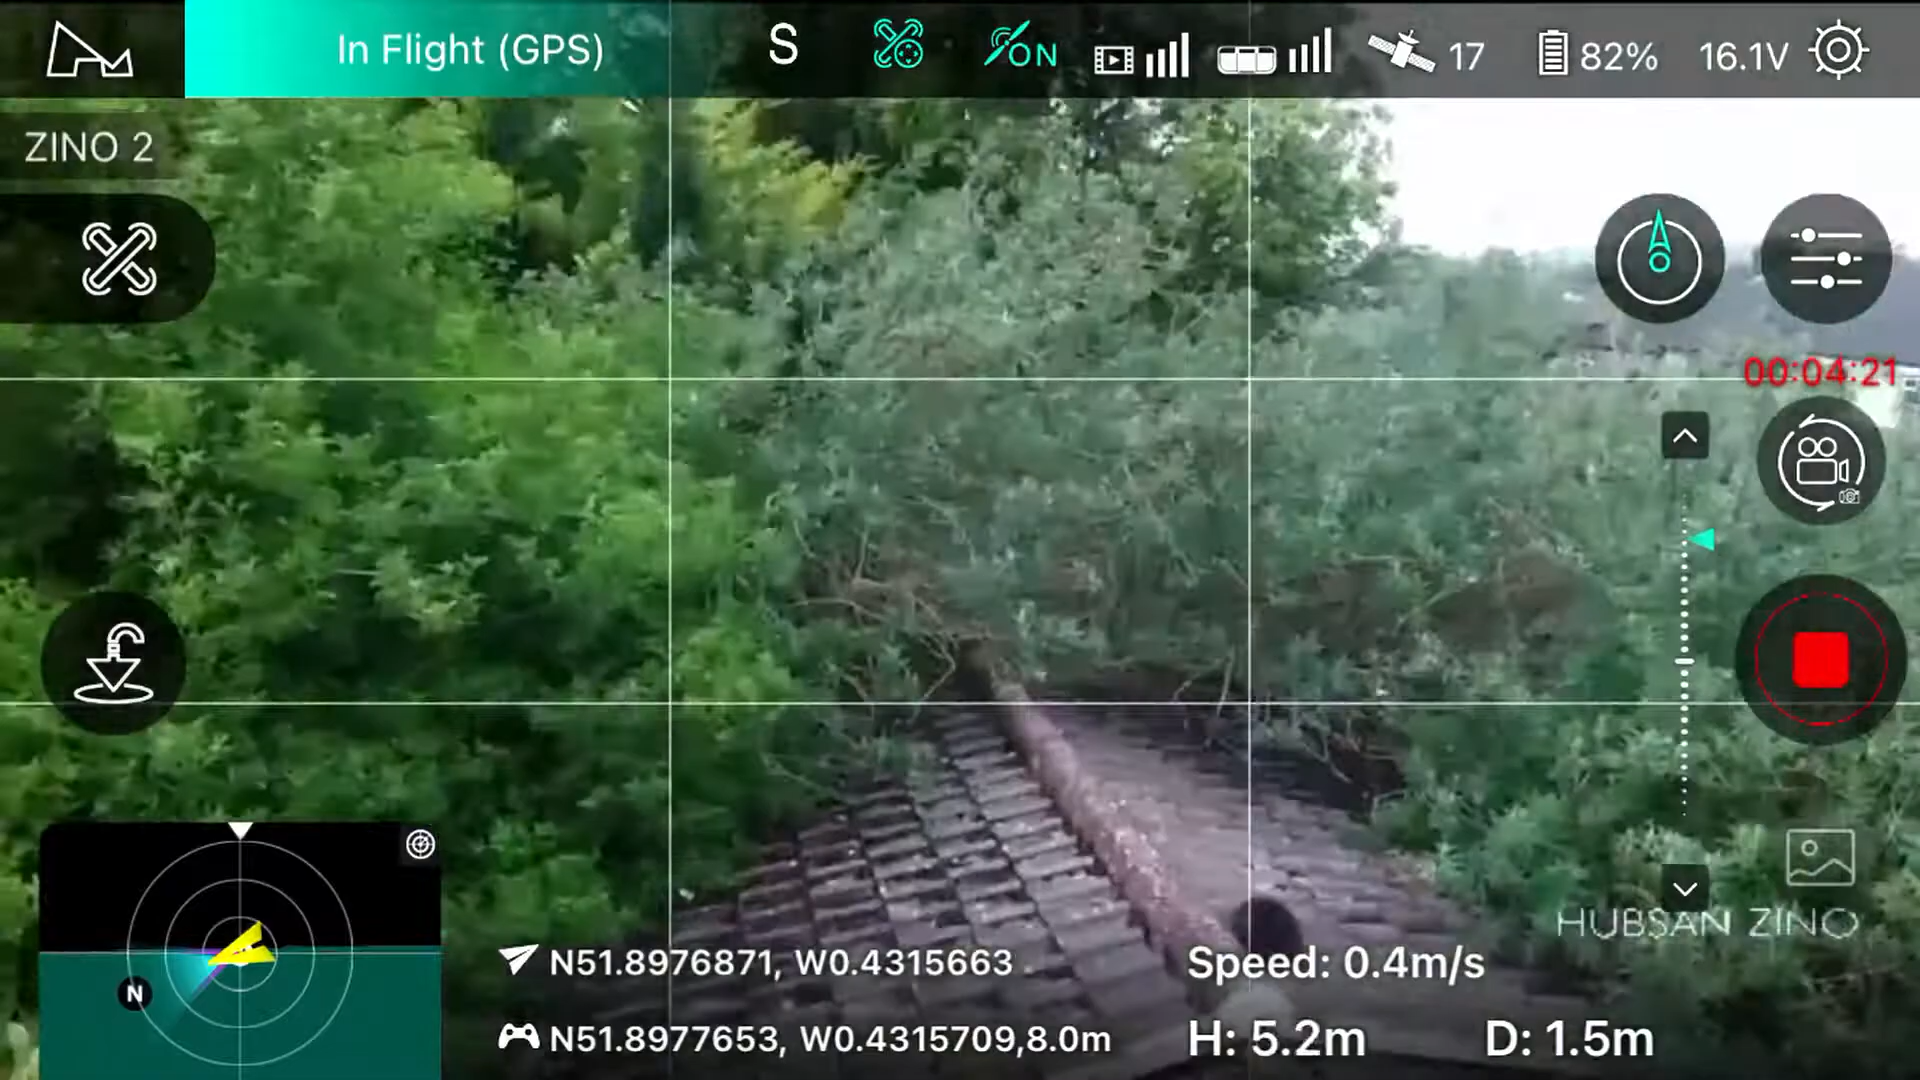 In Flight (GPS)
S
ON
17
82%
16.1V
ZINO 2
00:04:21
HUBSAN ZINO
N
N51.8976871, W0.4315663
Speed: 0.4m/s
N51.8977653, W0.4315709,8.0m
H: 5.2m
D: 1.5m